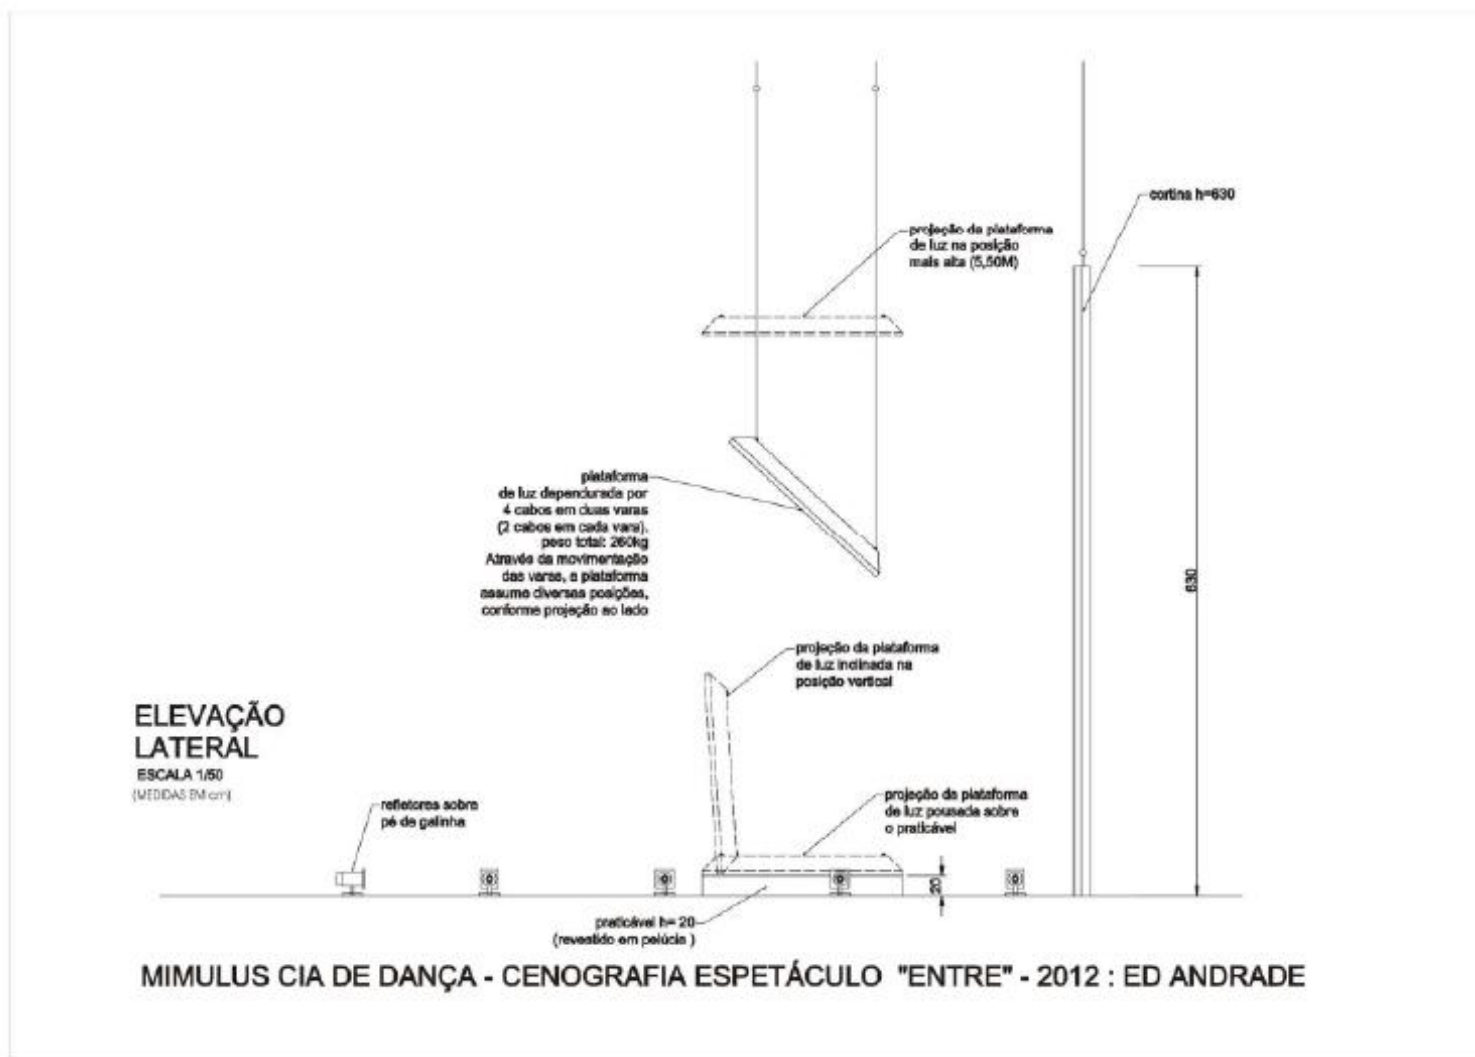 cortina h=630
projeção da plataforma
de luz na posição
mais alta (5,50M)
plataforma
de luz dependurada por
4 cabos em duas varas
(2 cabos em cada vara).
peso total: 260kg
Através da movimentação
das varas, a plataforma
assume diversas posições,
conforme projeção ao lado
630
projeção da plataforma
de luz inclinada na
posição vertical
ELEVAÇÃO
LATERAL
ESCALA 1/50
(MEDIDAS EM cm)
refletores sobre
pé de galinha
projeção da plataforma
de luz pousada sobre
o praticável
20
praticável h= 20
(revestido em pelúcia )
MIMULUS CIA DE DANÇA - CENOGRAFIA ESPETÁCULO "ENTRE" - 2012 : ED ANDRADE